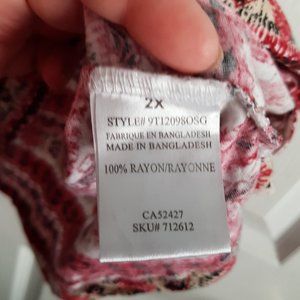 2X
STYLE# 9T12098OSG
FABRIQUE EN BANGLADESH
MADE IN BANGLADESH
100% RAYON/RAYONNE
CA52427
SKU# 712612